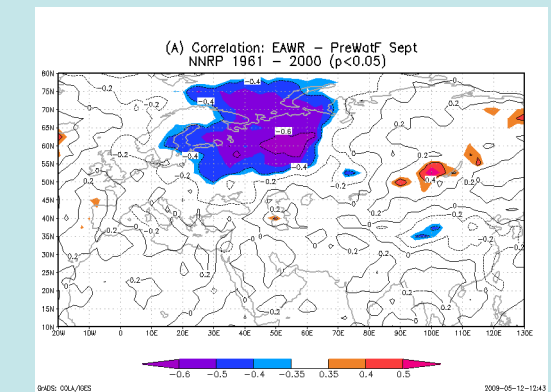 (A) Correlation: EAWR − PreWatF Sept
NNRP 1961 − 2000 (p<0.05)
80N
75N
70N
65N
60N
55N
50N
45N
40N
35N
30N
25N
20N
15N
10N
20W 10W 0 10E 20E 30E 40E 50E 60E 70E 80E 90E 100E 110E 120E 130E
−0.6 −0.5 −0.4 −0.35 0.35 0.4 0.5
GrADS: COLA/IGES 2009−05−12−12:43